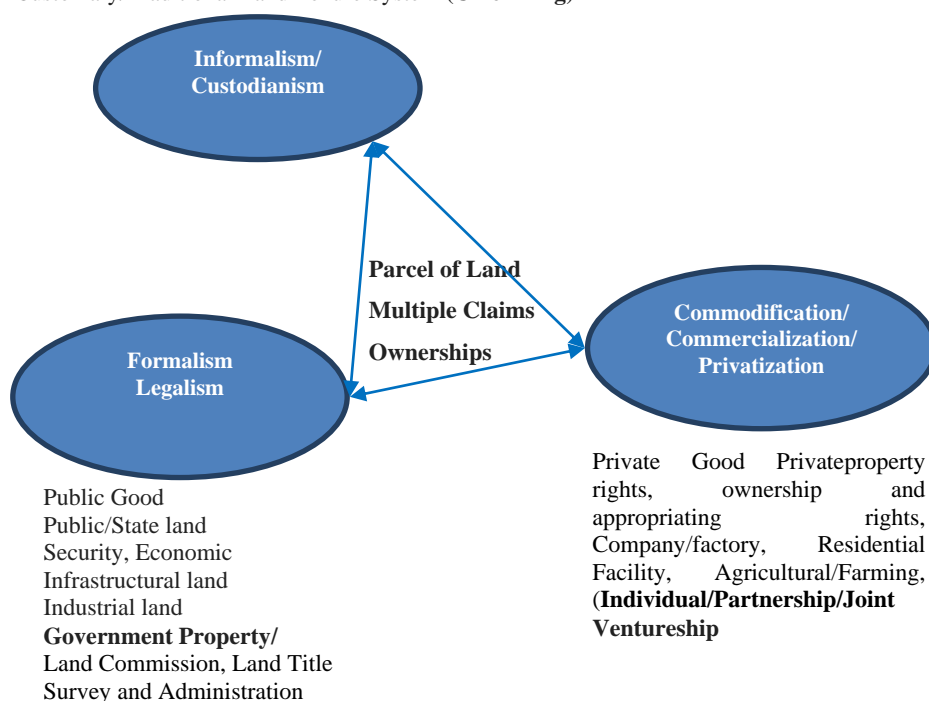 Informalism/
Custodianism
Parcel of Land
Multiple Claims
Ownerships
Commodification/
Commercialization/
Privatization
Formalism
Legalism
Private Good Privateproperty
rights, ownership and
appropriating rights,
Company/factory, Residential
Facility, Agricultural/Farming,
(Individual/Partnership/Joint
Ventureship
Public Good
Public/State land
Security, Economic
Infrastructural land
Industrial land
Government Property/
Land Commission, Land Title
Survey and Administration